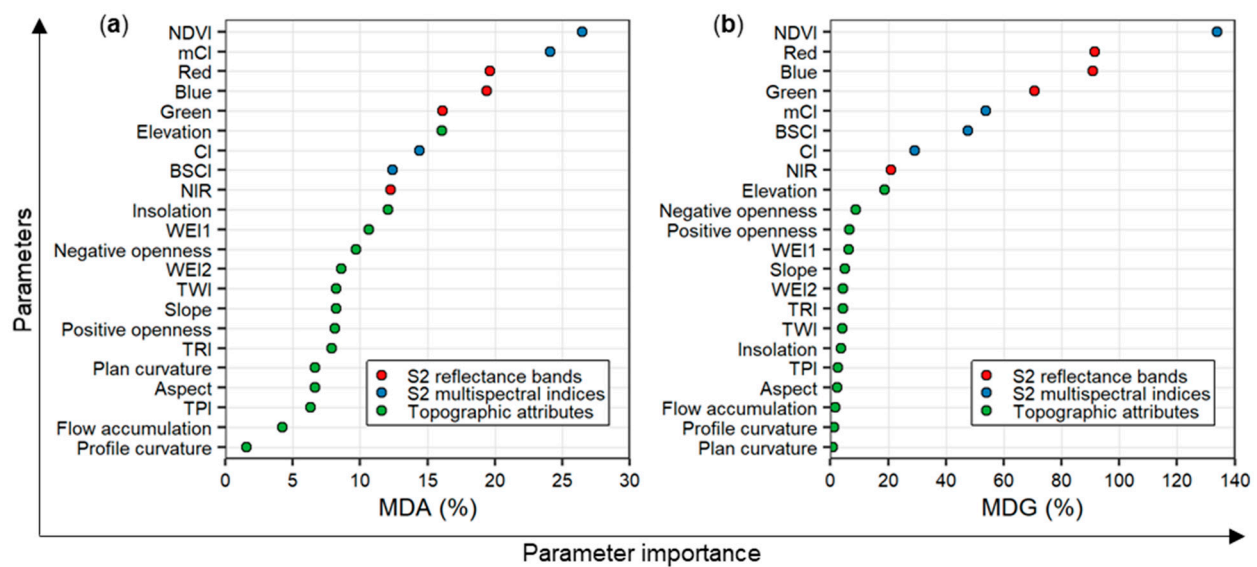 Parameters
(a)
NDVI
mCI
Red
Blue
Green
Elevation
CI
BSCI
NIR
Insolation
WEI1
Negative openness
WEI2
TWI
Slope
Positive openness
TRI
Plan curvature
Aspect
TPI
Flow accumulation
Profile curvature
S2 reflectance bands
S2 multispectral indices
Topographic attributes
0 5 10 15 20 25 30
MDA (%)
(b)
NDVI
Red
Blue
Green
mCI
BSCI
CI
NIR
Elevation
Negative openness
Positive openness
WEI1
Slope
WEI2
TRI
TWI
Insolation
TPI
Aspect
Flow accumulation
Profile curvature
Plan curvature
S2 reflectance bands
S2 multispectral indices
Topographic attributes
0 20 40 60 80 100 120 140
MDG (%)
Parameter importance